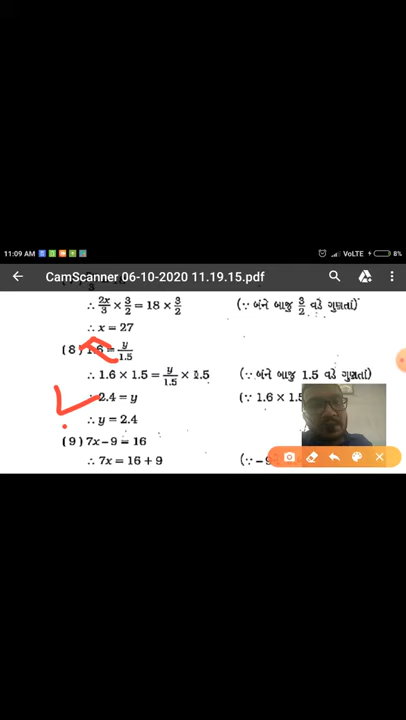 11:09 AM VoLTE 8%
CamScanner 06-10-2020 11.19.15.pdf
∴ 2x/3 × 3/2 = 18 × 3/2 (∵ બંને બાજુ 3/2 વડે ગુણતાં)
∴ x = 27
(8) 1.6 = y/1.5
∴ 1.6 × 1.5 = y/1.5 × 1.5 (∵ બંને બાજુ 1.5 વડે ગુણતાં)
∴ 2.4 = y (∵ 1.6 × 1.5
∴ y = 2.4
(9) 7x − 9 = 16
∴ 7x = 16 + 9 (∵ − 9